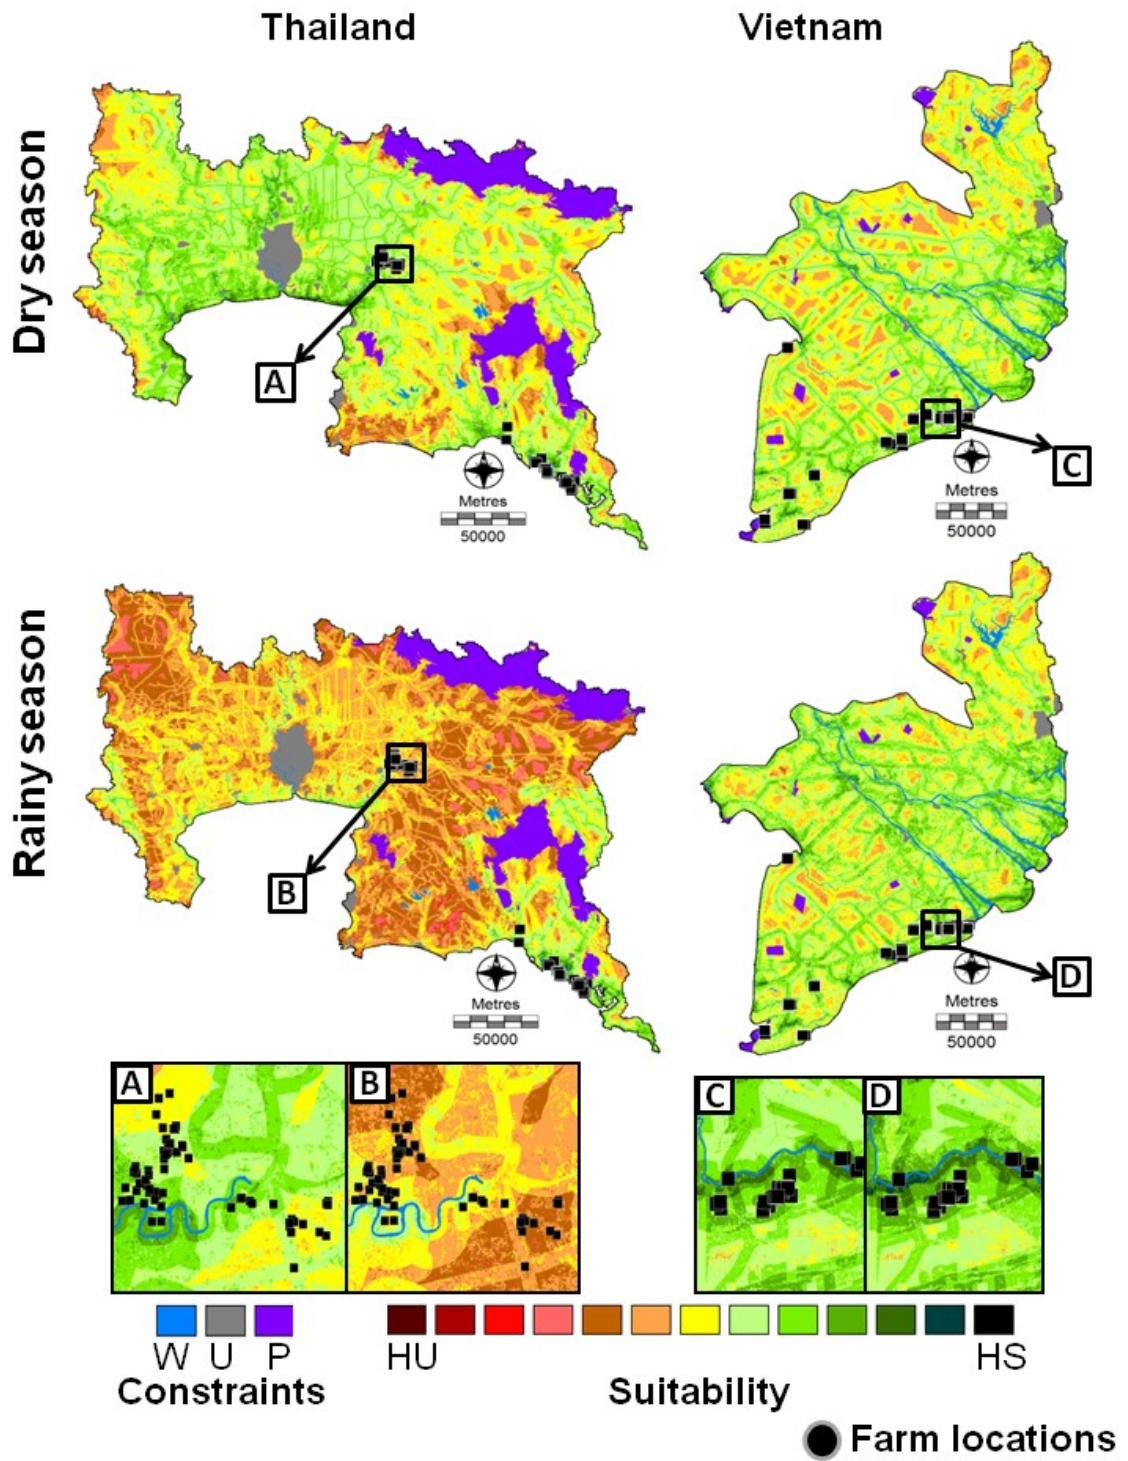 Thailand
Vietnam
Dry season
A
C
Metres
50000
Metres
50000
Rainy season
B
D
Metres
50000
Metres
50000
A
B
C
D
W U P
HU
HS
Constraints
Suitability
Farm locations